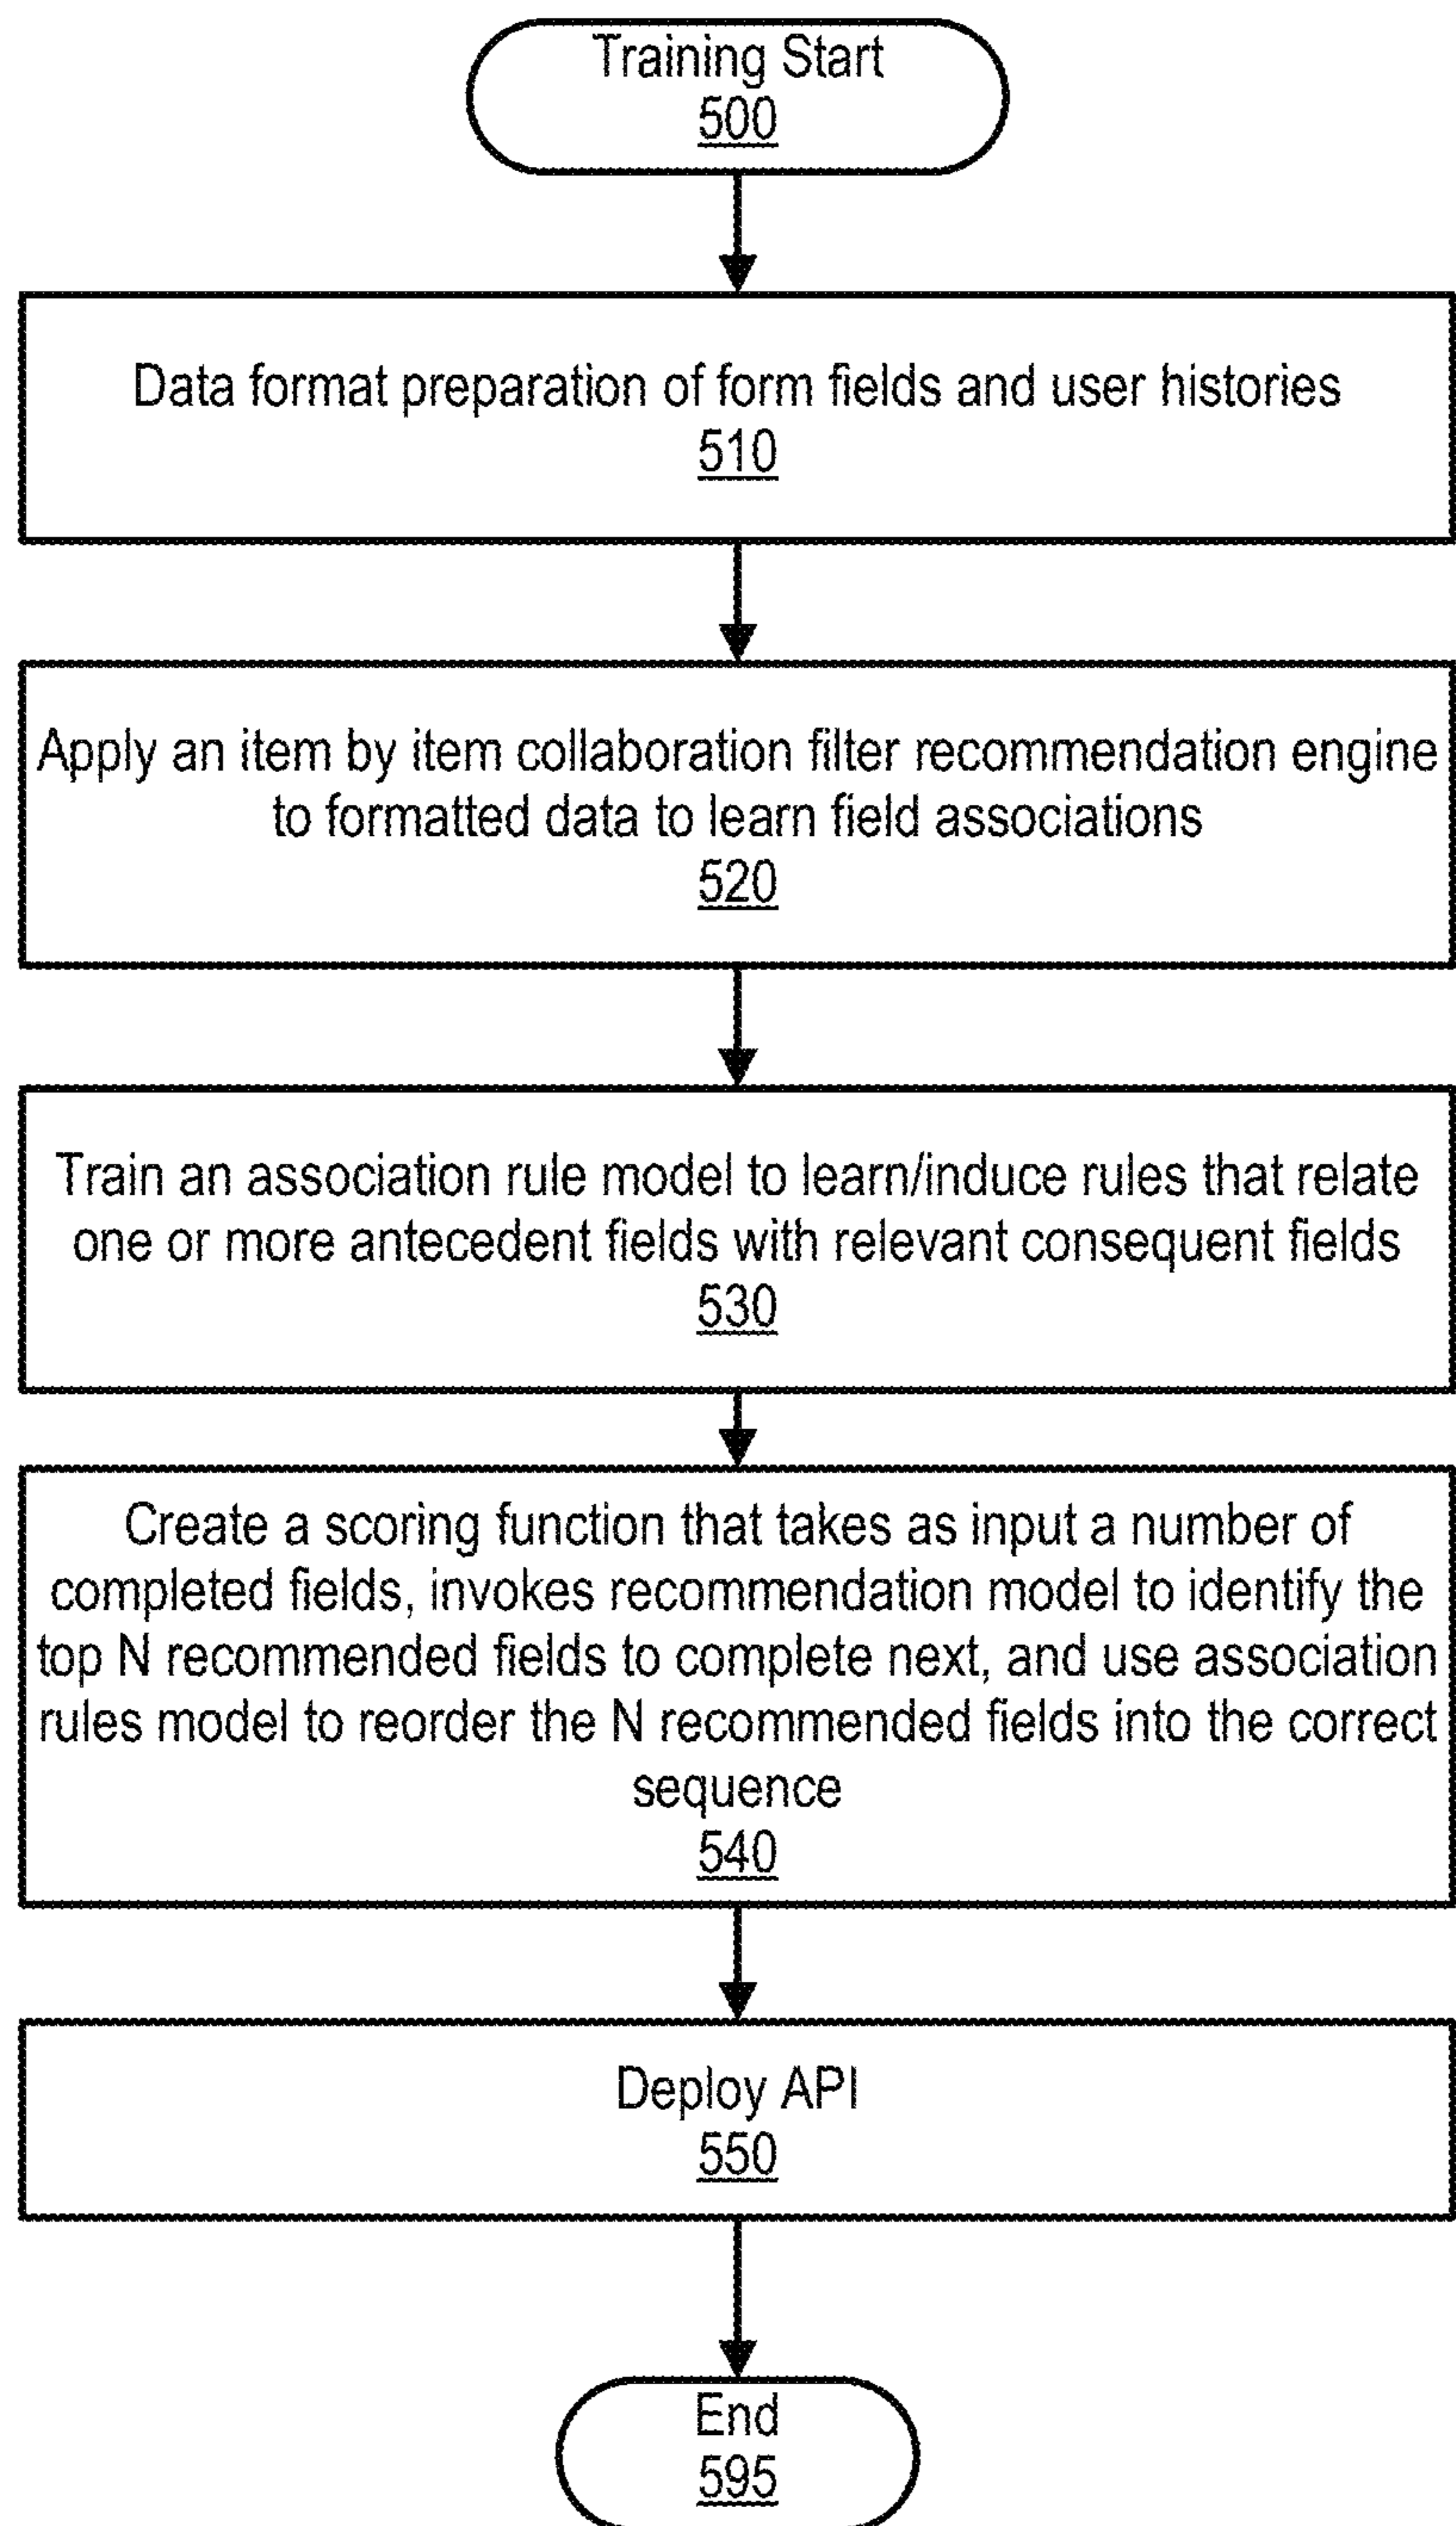 Training Start
500
Data format preparation of form fields and user histories
510
Apply an item by item collaboration filter recommendation engine
to formatted data to learn field associations
520
Train an association rule model to learn/induce rules that relate
one or more antecedent fields with relevant consequent fields
530
Create a scoring function that takes as input a number of
completed fields, invokes recommendation model to identify the
top N recommended fields to complete next, and use association
rules model to reorder the N recommended fields into the correct
sequence
540
Deploy API
550
End
595